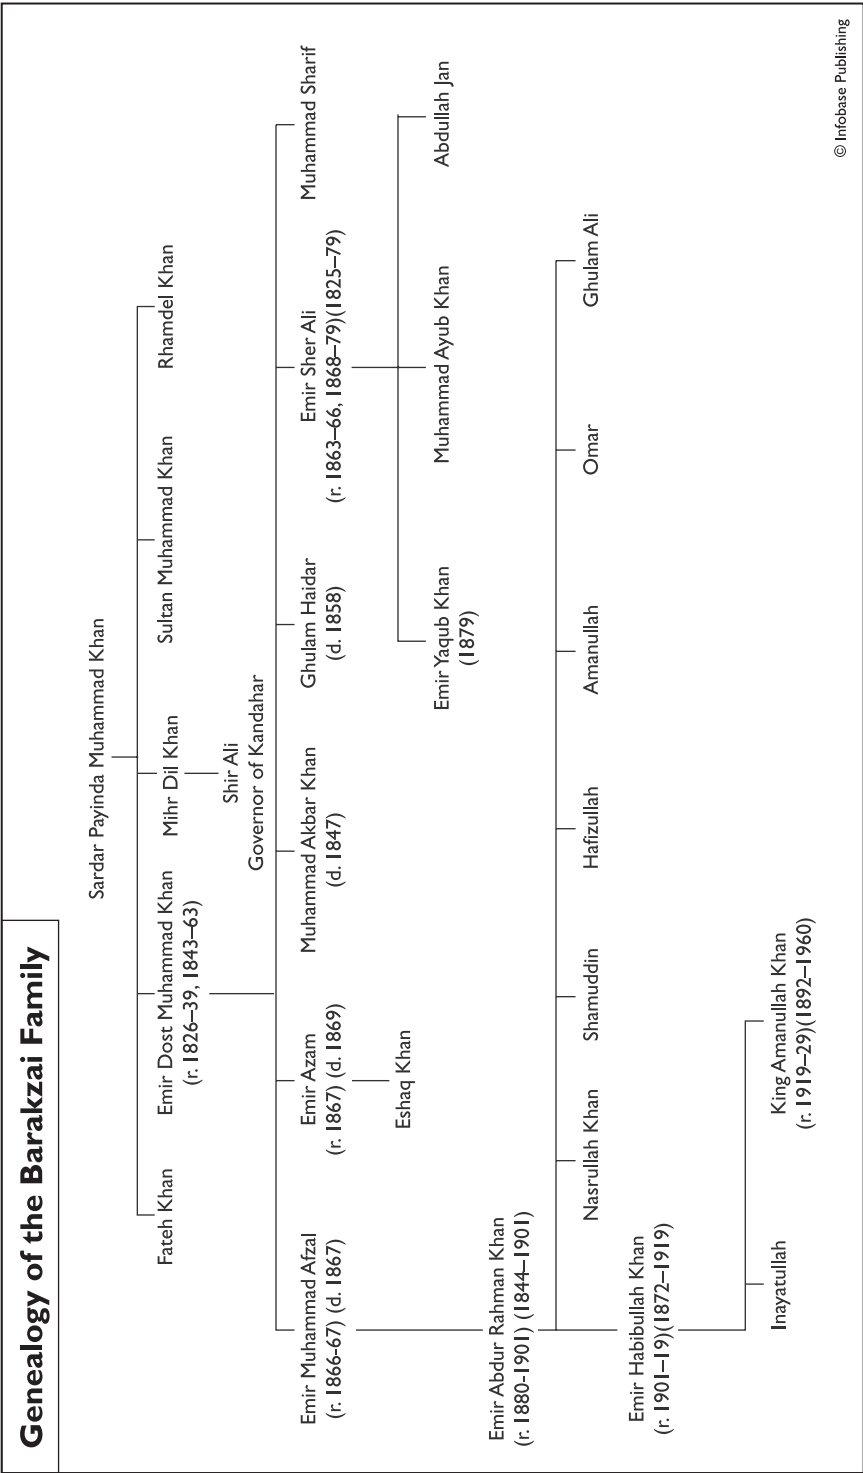 Genealogy of the Barakzai Family
Sardar Payinda Muhammad Khan
Fateh Khan
Emir Dost Muhammad Khan
(r. 1826–39, 1843–63)
Mihr Dil Khan
Sultan Muhammad Khan
Rhamdel Khan
Shir Ali
Governor of Kandahar
Emir Muhammad Afzal
(r. 1866-67) (d. 1867)
Emir Azam
(r. 1867) (d. 1869)
Muhammad Akbar Khan
(d. 1847)
Ghulam Haidar
(d. 1858)
Emir Sher Ali
(r. 1863–66, 1868–79)(1825–79)
Muhammad Sharif
Eshaq Khan
Emir Yaqub Khan
(1879)
Muhammad Ayub Khan
Abdullah Jan
Emir Abdur Rahman Khan
(r. 1880-1901) (1844–1901)
Nasrullah Khan
Shamuddin
Hafizullah
Amanullah
Omar
Ghulam Ali
Emir Habibullah Khan
(r. 1901–19)(1872–1919)
Inayatullah
King Amanullah Khan
(r. 1919–29)(1892–1960)
© Infobase Publishing